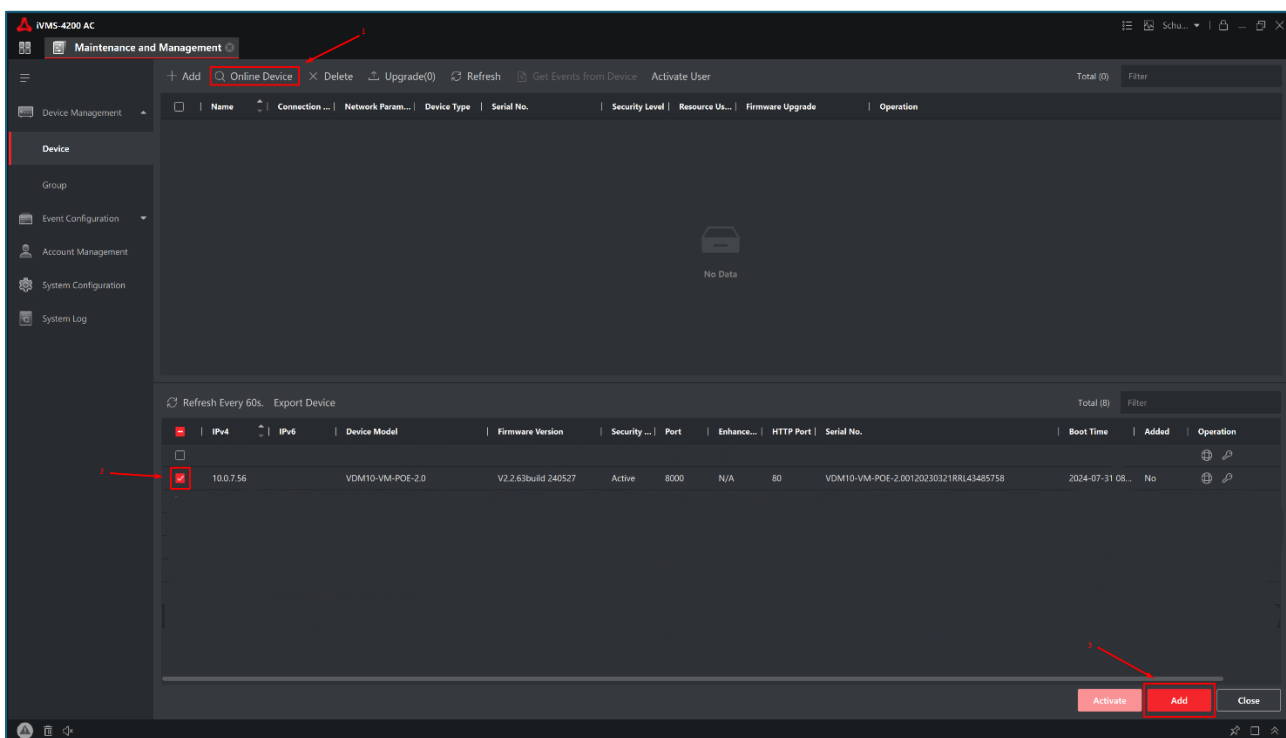 iVMS-4200 AC
Schu...
Maintenance and Management
1
Add Online Device Delete Upgrade(0) Refresh Get Events from Device Activate User Total (0) Filter
Name Connection ... Network Param... Device Type Serial No. Security Level Resource Us... Firmware Upgrade Operation
Device Management
Device
Group
Event Configuration
Account Management
System Configuration
System Log
No Data
Refresh Every 60s. Export Device Total (8) Filter
IPv4 IPv6 Device Model Firmware Version Security ... Port Enhance... HTTP Port Serial No. Boot Time Added Operation
2
10.0.7.56 VDM10-VM-POE-2.0 V2.2.63build 240527 Active 8000 N/A 80 VDM10-VM-POE-2.00120230321RRL43485758 2024-07-31 08... No
3
Activate Add Close